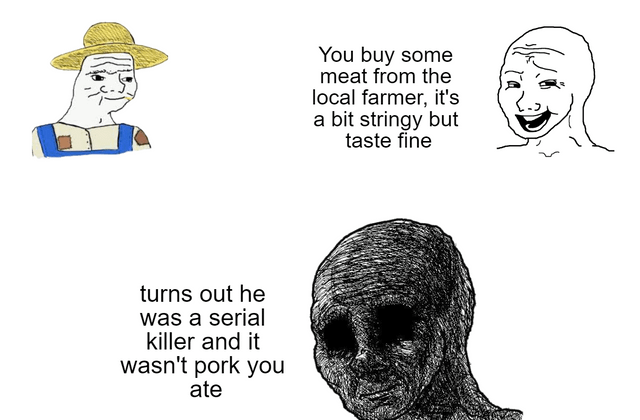 You buy some
meat from the
local farmer, it's
a bit stringy but
taste fine
turns out he
was a serial
killer and it
wasn't pork you
ate